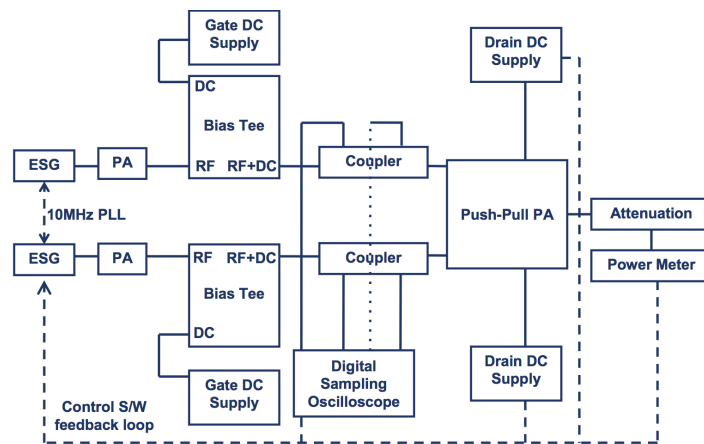 Gate DC
Supply
Drain DC
Supply
DC
Bias Tee
ESG
PA
RF
RF+DC
Coupler
10MHz PLL
Push-Pull PA
Attenuation
ESG
PA
RF
RF+DC
Coupler
Power Meter
Bias Tee
DC
Digital
Sampling
Oscilloscope
Drain DC
Supply
Gate DC
Supply
Control S/W
feedback loop